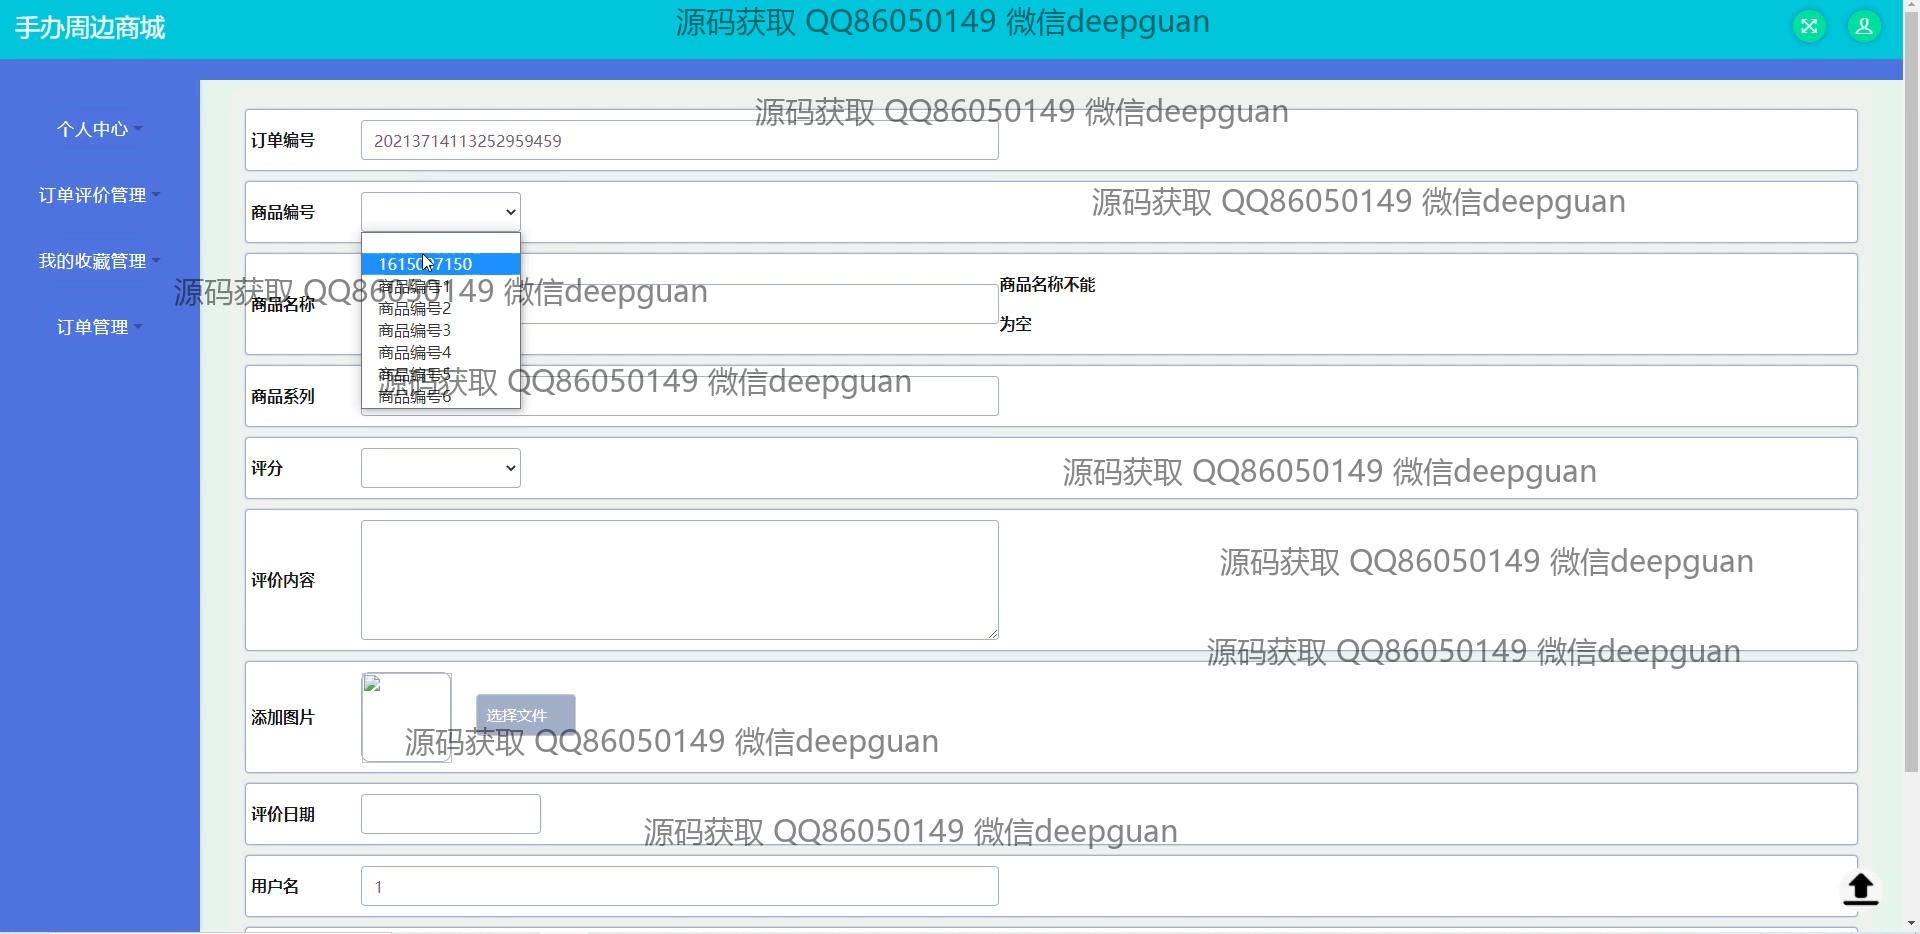 手办周边商城
源码获取 QQ86050149 微信deepguan
个人中心
订单评价管理
我的收藏管理
订单管理
源码获取 QQ86050149 微信deepguan
订单编号
20213714113252959459
源码获取 QQ86050149 微信deepguan
商品编号
商品编号1
商品编号2
商品编号3
商品编号4
商品编号5
商品编号6
源码获取 QQ86050149 微信deepguan
商品名称
商品名称不能
为空
源码获取 QQ86050149 微信deepguan
商品系列
评分
源码获取 QQ86050149 微信deepguan
评价内容
源码获取 QQ86050149 微信deepguan
源码获取 QQ86050149 微信deepguan
添加图片
选择文件
源码获取 QQ86050149 微信deepguan
评价日期
源码获取 QQ86050149 微信deepguan
用户名
1